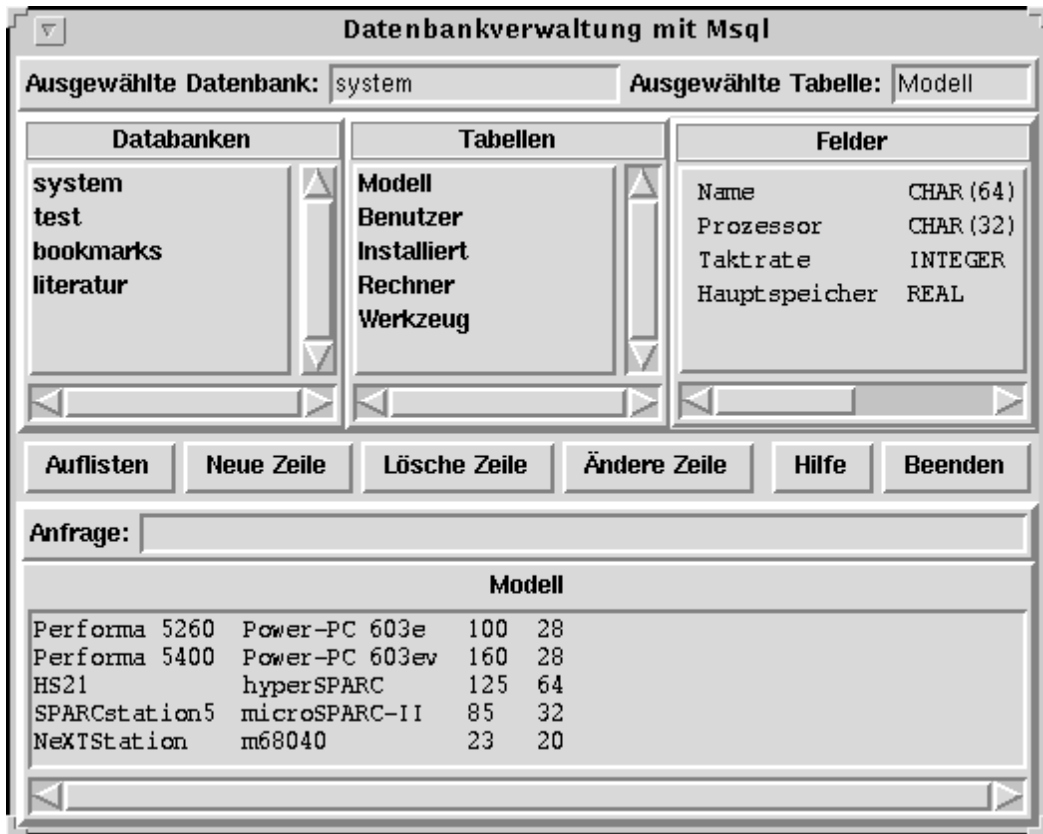 Datenbankverwaltung mit Msql
Ausgewählte Datenbank: system Ausgewählte Tabelle: Modell
Databanken
system
test
bookmarks
literatur
Tabellen
Modell
Benutzer
Installiert
Rechner
Werkzeug
Felder
Name CHAR(64)
Prozessor CHAR(32)
Taktrate INTEGER
Hauptspeicher REAL
Auflisten Neue Zeile Lösche Zeile Ändere Zeile Hilfe Beenden
Anfrage:
Modell
Performa 5260 Power-PC 603e 100 28
Performa 5400 Power-PC 603ev 160 28
HS21 hyperSPARC 125 64
SPARCstation5 microSPARC-II 85 32
NeXTStation m68040 23 20